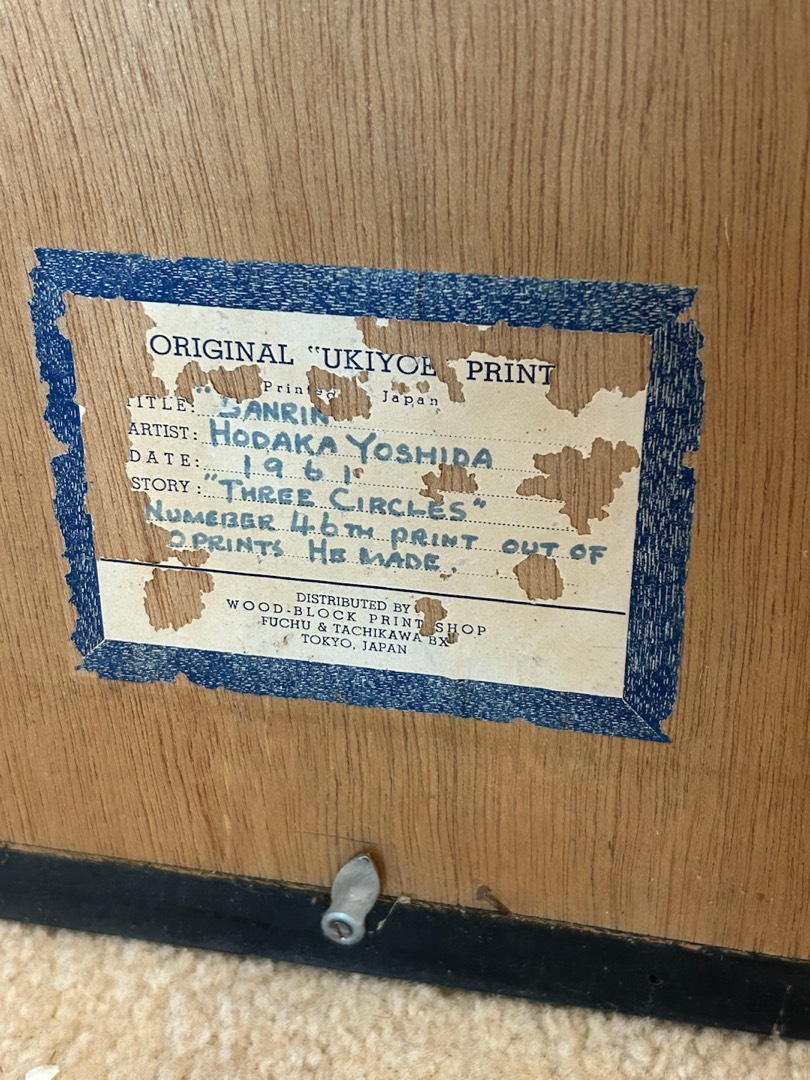 ORIGINAL "UKIYOE PRINT
Printed Japan
TITLE: "SANRIN
ARTIST: HODAKA YOSHIDA
DATE: 1961
STORY: "THREE CIRCLES"
NUMEBER 46TH PRINT OUT OF
0 PRINTS HE MADE.
DISTRIBUTED BY
WOOD-BLOCK PRINT SHOP
FUCHU & TACHIKAWA BX
TOKYO, JAPAN